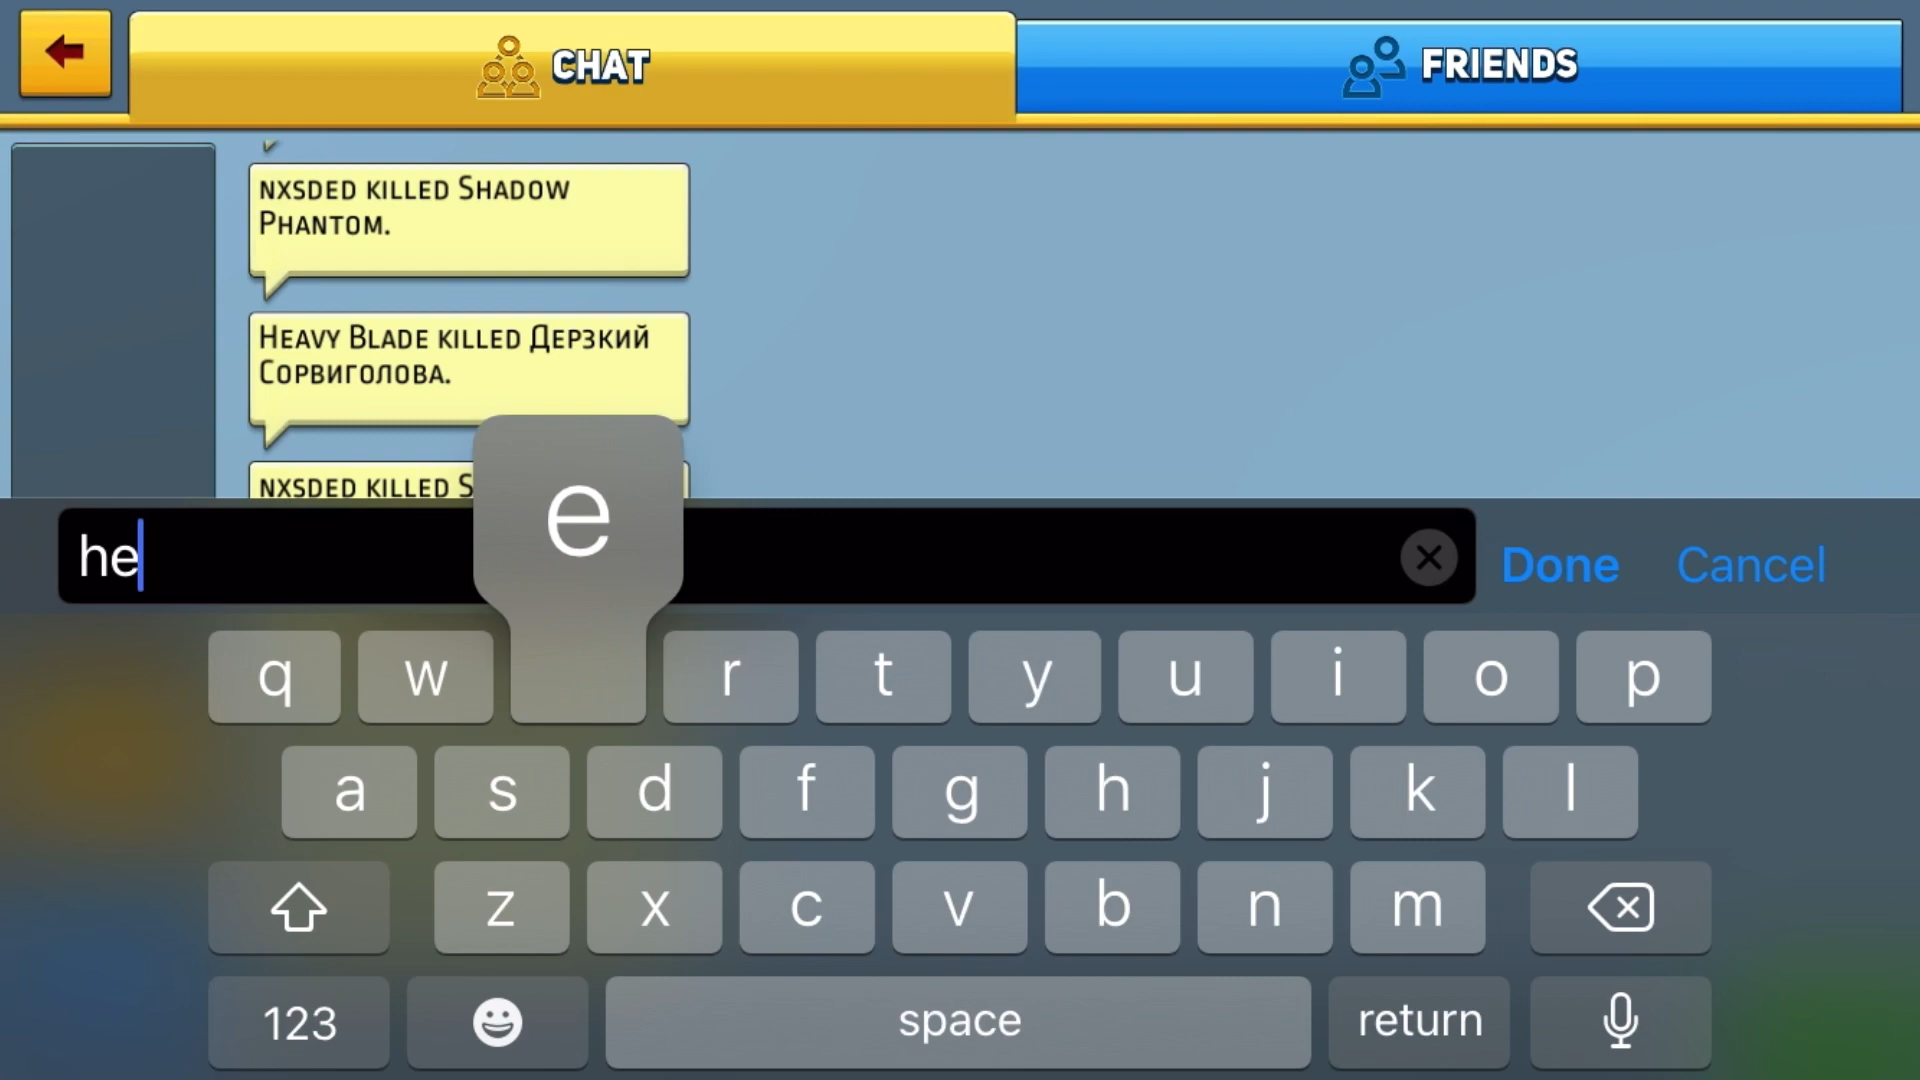 CHAT
FRIENDS
NXSDED KILLED SHADOW
PHANTOM.
HEAVY BLADE KILLED ДЕРЗКИЙ
СОРВИГОЛОВА.
NXSDED KILLED S
e
he
Done Cancel
q w r t y u i o p
a s d f g h j k l
z x c v b n m
123 space return